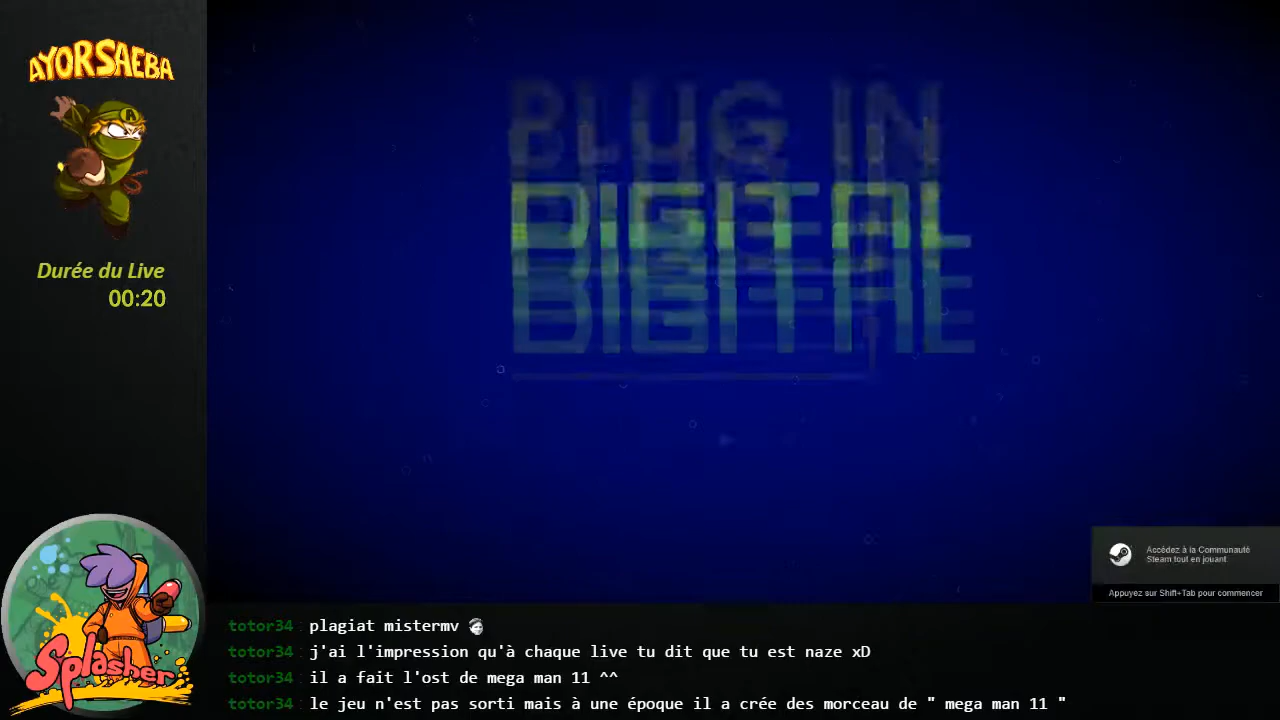 AYORSAEBA
Durée du Live
00:20
PLUG IN
DIGITAL
Accédez à la Communauté
Steam tout en jouant
Appuyez sur Shift+Tab pour commencer
Splasher
totor34: plagiat mistermv
totor34: j'ai l'impression qu'à chaque live tu dit que tu est naze xD
totor34: il a fait l'ost de mega man 11 ^^
totor34: le jeu n'est pas sorti mais à une époque il a crée des morceau de " mega man 11 "